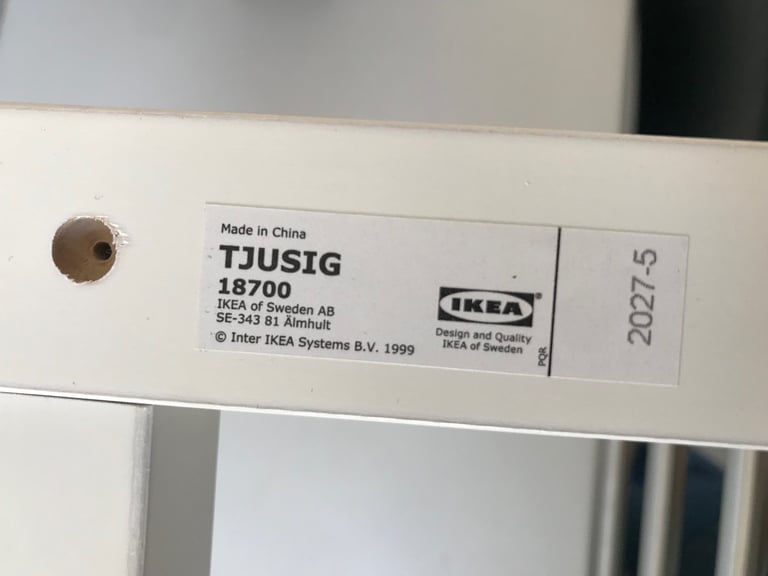 Made in China
TJUSIG
18700
IKEA of Sweden AB
SE-343 81 Älmhult
© Inter IKEA Systems B.V. 1999
IKEA®
Design and Quality
IKEA of Sweden
PQR
2027-5